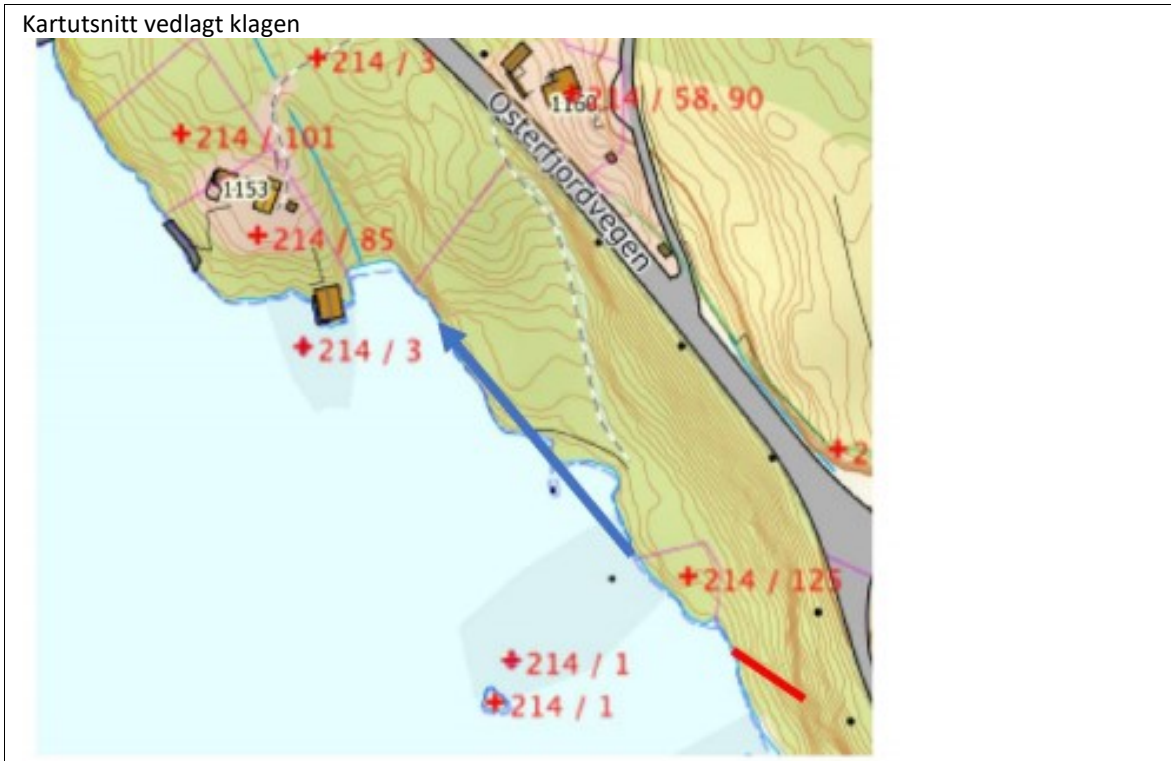 Kartutsnitt vedlagt klagen
+214 / 3
1160
+214 / 58, 90
Osterfjordvegen
+214 / 101
1153
+214 / 85
+214 / 3
+2
+214 / 125
+214 / 1
+214 / 1